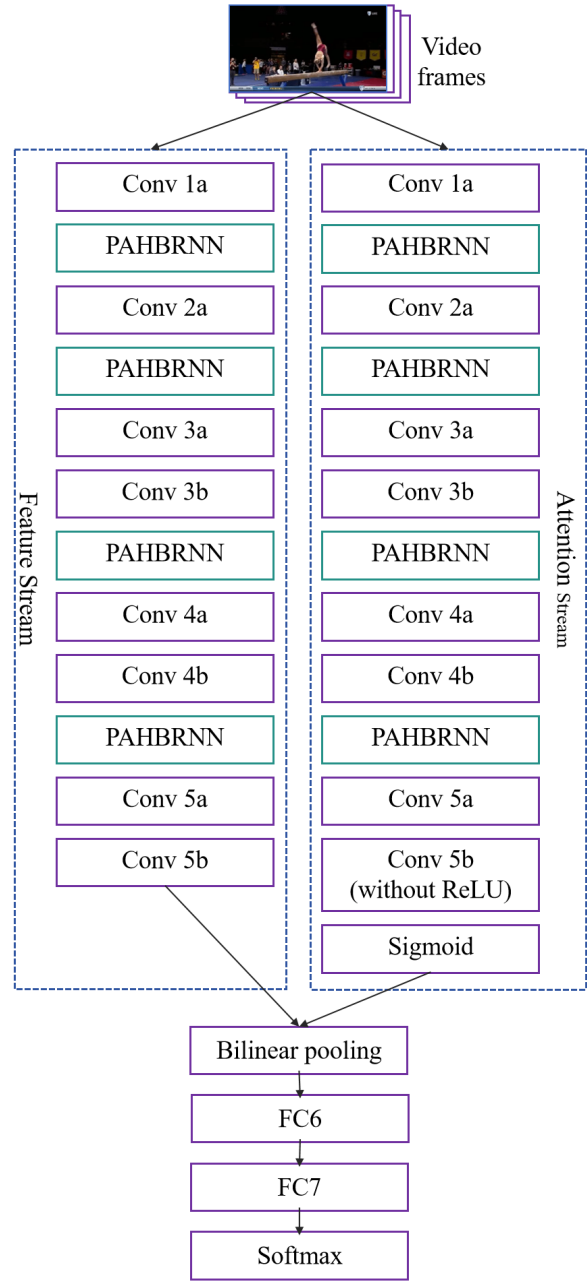 Video
frames
Feature Stream
Conv 1a
PAHBRNN
Conv 2a
PAHBRNN
Conv 3a
Conv 3b
PAHBRNN
Conv 4a
Conv 4b
PAHBRNN
Conv 5a
Conv 5b
Attention Stream
Conv 1a
PAHBRNN
Conv 2a
PAHBRNN
Conv 3a
Conv 3b
PAHBRNN
Conv 4a
Conv 4b
PAHBRNN
Conv 5a
Conv 5b
(without ReLU)
Sigmoid
Bilinear pooling
FC6
FC7
Softmax